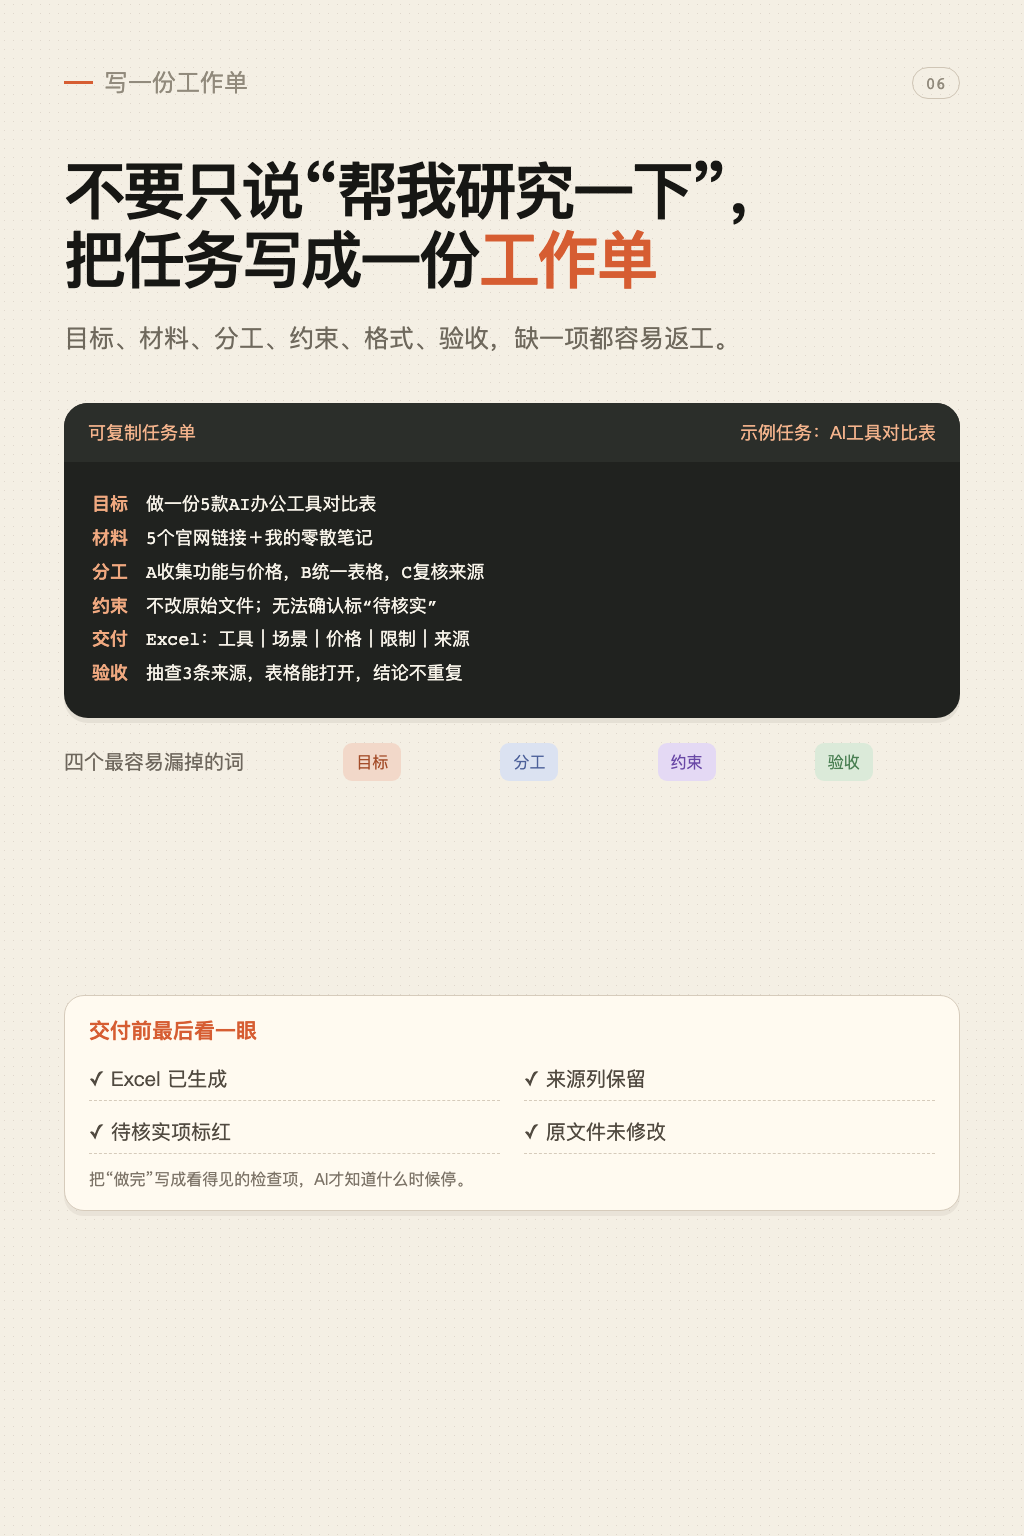 写一份工作单
06
不要只说“帮我研究一下”，
把任务写成一份工作单
目标、材料、分工、约束、格式、验收，缺一项都容易返工。
可复制任务单
示例任务：AI工具对比表
目标 做一份5款AI办公工具对比表
材料 5个官网链接＋我的零散笔记
分工 A收集功能与价格，B统一表格，C复核来源
约束 不改原始文件；无法确认标“待核实”
交付 Excel：工具｜场景｜价格｜限制｜来源
验收 抽查3条来源，表格能打开，结论不重复
四个最容易漏掉的词 目标 分工 约束 验收
交付前最后看一眼
✓ Excel 已生成
✓ 来源列保留
✓ 待核实项标红
✓ 原文件未修改
把“做完”写成看得见的检查项，AI才知道什么时候停。